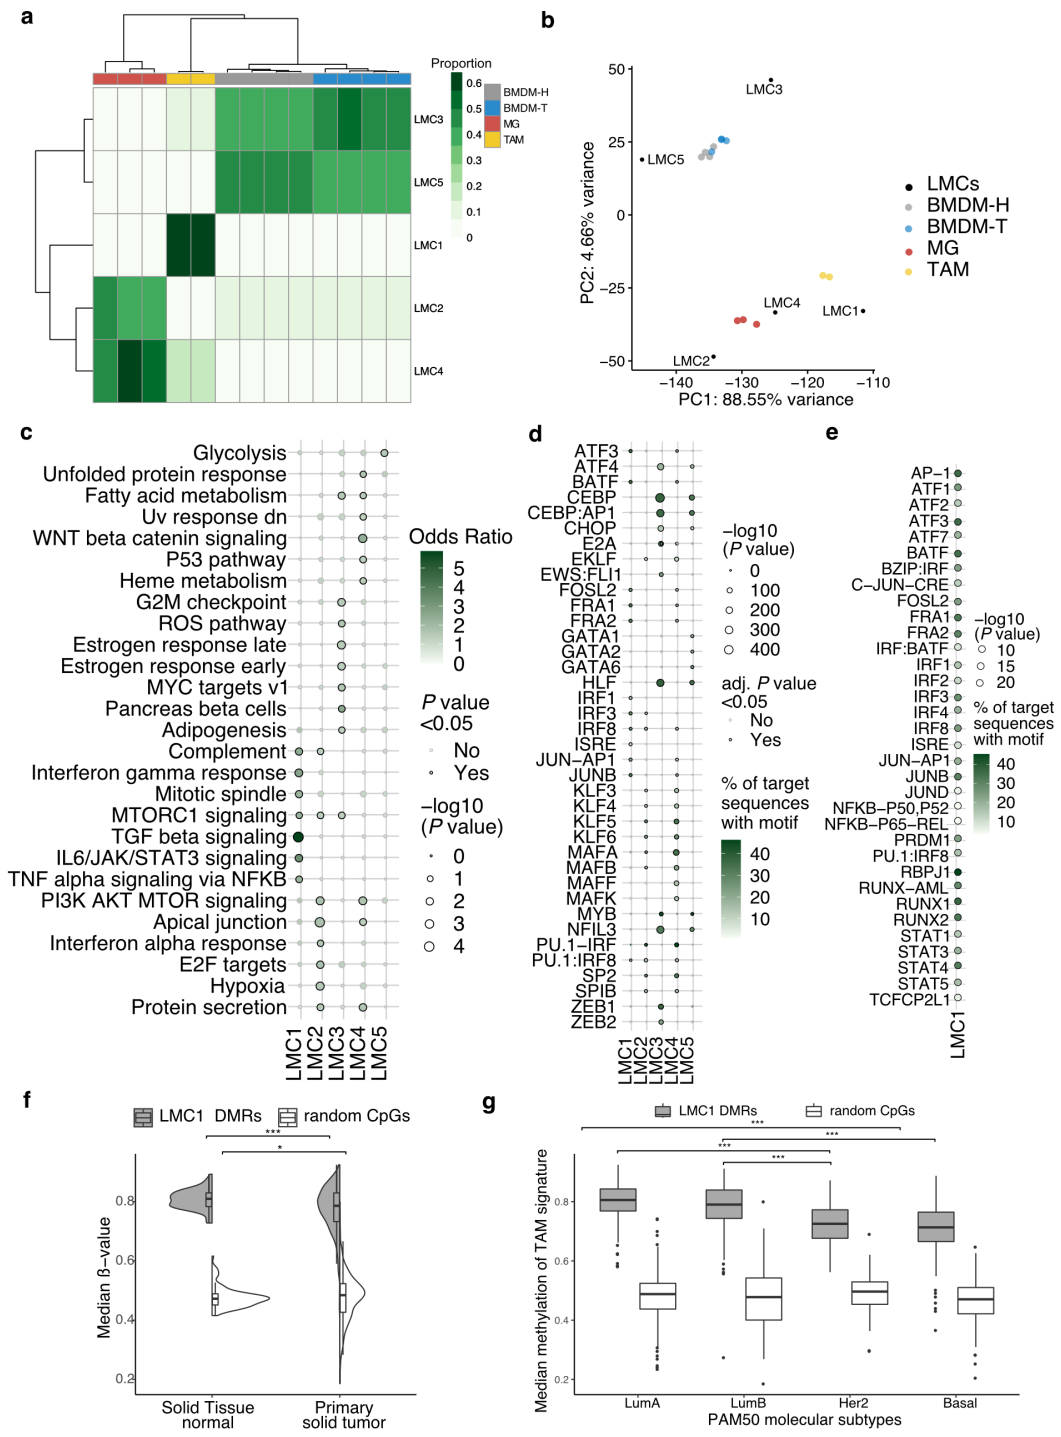 a
Proportion
0.6
0.5
0.4
0.3
0.2
0.1
0
BMDM-H
BMDM-T
MG
TAM
LMC3
LMC5
LMC1
LMC2
LMC4
b
50
25
0
−25
−50
PC2: 4.66% variance
LMC3
LMC5
LMC4
LMC1
LMC2
−140
−130
−120
−110
PC1: 88.55% variance
LMCs
BMDM-H
BMDM-T
MG
TAM
c
Glycolysis
Unfolded protein response
Fatty acid metabolism
Uv response dn
WNT beta catenin signaling
P53 pathway
Heme metabolism
G2M checkpoint
ROS pathway
Estrogen response late
Estrogen response early
MYC targets v1
Pancreas beta cells
Adipogenesis
Complement
Interferon gamma response
Mitotic spindle
MTORC1 signaling
TGF beta signaling
IL6/JAK/STAT3 signaling
TNF alpha signaling via NFKB
PI3K AKT MTOR signaling
Apical junction
Interferon alpha response
E2F targets
Hypoxia
Protein secretion
LMC1
LMC2
LMC3
LMC4
LMC5
Odds Ratio
5
4
3
2
1
0
P value
<0.05
No
Yes
−log10
(P value)
0
1
2
3
4
d
ATF3
ATF4
BATF
CEBP
CEBP:AP1
CHOP
E2A
EKLF
EWS:FLI1
FOSL2
FRA1
FRA2
GATA1
GATA2
GATA6
HLF
IRF1
IRF3
IRF8
ISRE
JUN−AP1
JUNB
KLF3
KLF4
KLF5
KLF6
MAFA
MAFB
MAFF
MAFK
MYB
NFIL3
PU.1−IRF
PU.1:IRF8
SP2
SPIB
ZEB1
ZEB2
LMC1
LMC2
LMC3
LMC4
LMC5
−log10
(P value)
0
100
200
300
400
adj. P value
<0.05
No
Yes
% of target
sequences
with motif
40
30
20
10
e
AP-1
ATF1
ATF2
ATF3
ATF7
BATF
BZIP:IRF
C-JUN-CRE
FOSL2
FRA1
FRA2
IRF:BATF
IRF1
IRF2
IRF3
IRF4
IRF8
ISRE
JUN-AP1
JUNB
JUND
NFKB−P50,P52
NFKB−P65−REL
PRDM1
PU.1:IRF8
RBPJ1
RUNX-AML
RUNX1
RUNX2
STAT1
STAT3
STAT4
STAT5
TCFCP2L1
LMC1
−log10
(P value)
10
15
20
% of target
sequences
with motif
40
30
20
10
f
LMC1 DMRs
random CpGs
***
*
Median ß−value
0.8
0.6
0.4
0.2
Solid Tissue
normal
Primary
solid tumor
g
LMC1 DMRs
random CpGs
***
***
***
***
Median methylation of TAM signature
0.8
0.6
0.4
0.2
LumA
LumB
Her2
Basal
PAM50 molecular subtypes